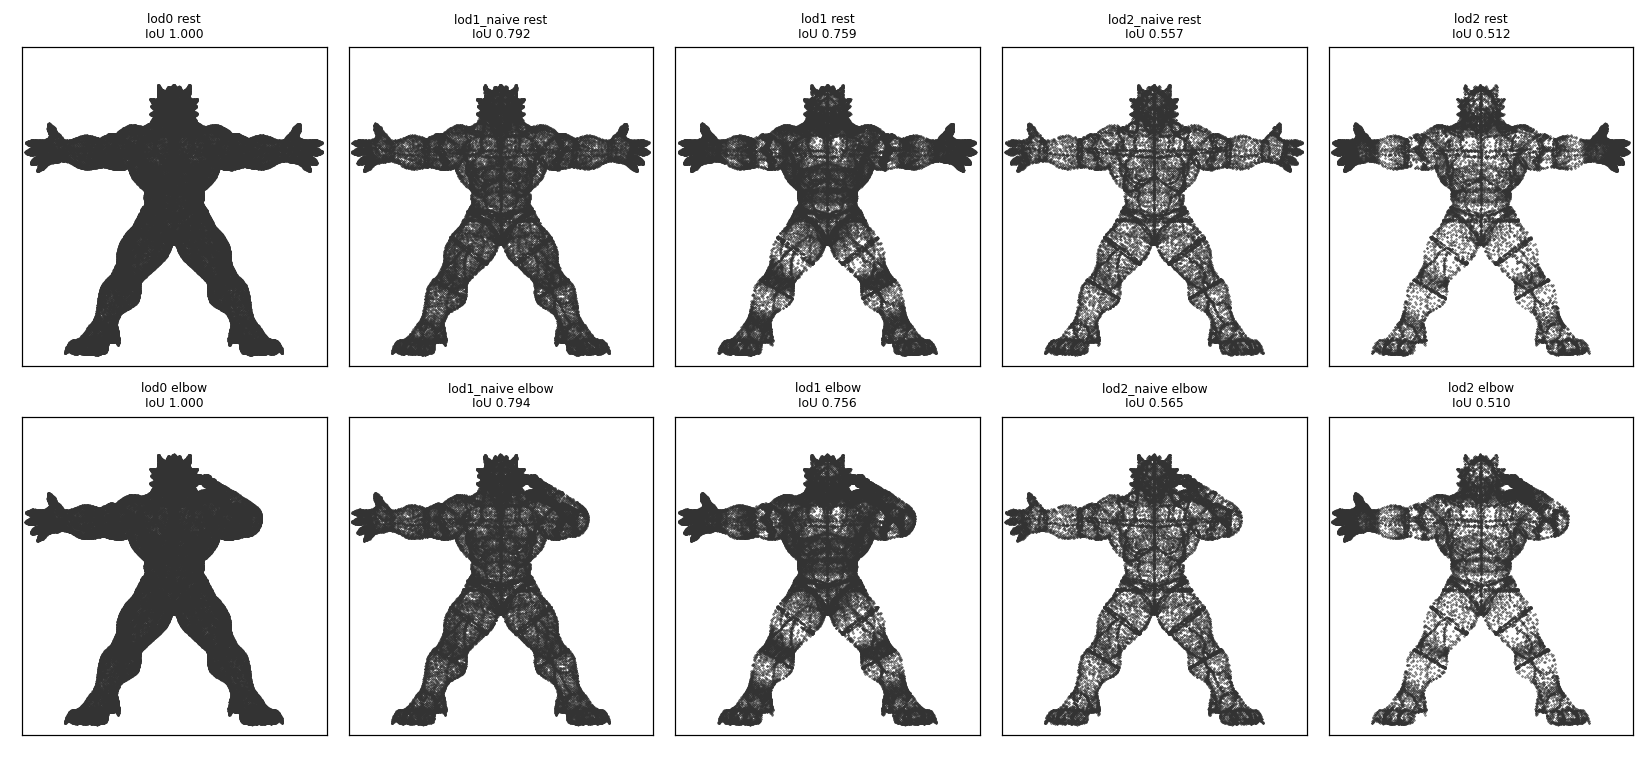 lod0 rest
IoU 1.000
lod1_naive rest
IoU 0.792
lod1 rest
IoU 0.759
lod2_naive rest
IoU 0.557
lod2 rest
IoU 0.512
lod0 elbow
IoU 1.000
lod1_naive elbow
IoU 0.794
lod1 elbow
IoU 0.756
lod2_naive elbow
IoU 0.565
lod2 elbow
IoU 0.510